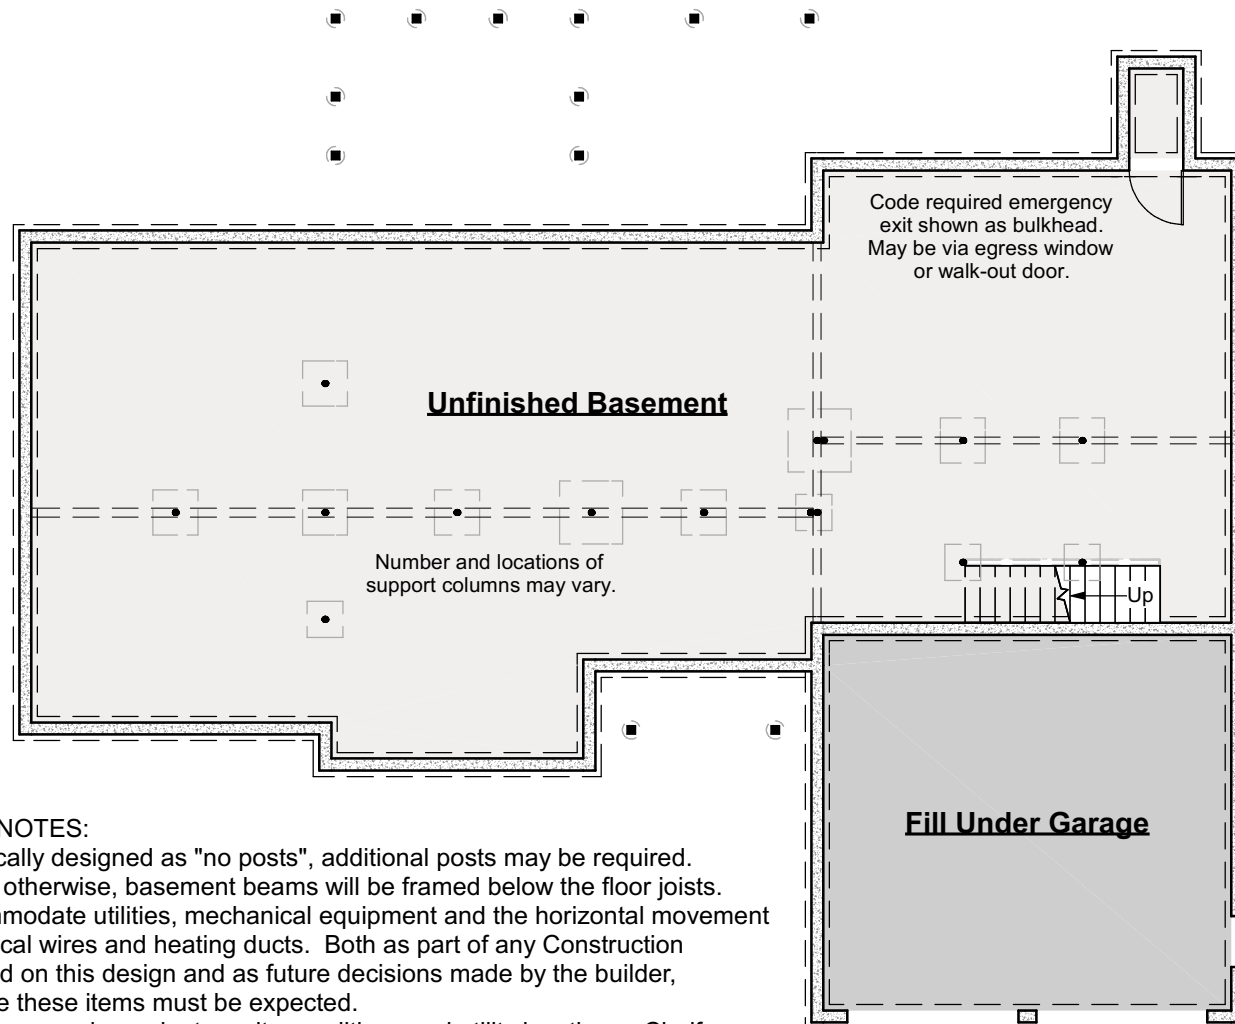 Code required emergency
exit shown as bulkhead.
May be via egress window
or walk-out door.
Unfinished Basement
Number and locations of
support columns may vary.
Up
Fill Under Garage
NOTES:
cally designed as "no posts", additional posts may be required.
otherwise, basement beams will be framed below the floor joists.
mmodate utilities, mechanical equipment and the horizontal movement
ical wires and heating ducts. Both as part of any Construction
d on this design and as future decisions made by the builder,
e these items must be expected.